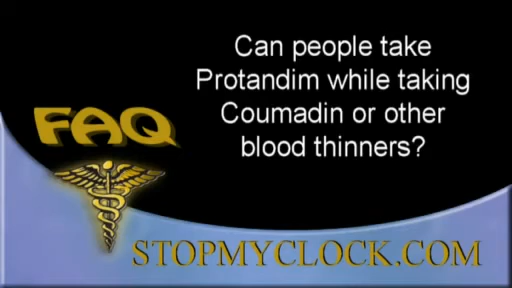 Can people take
Protandim while taking
Coumadin or other
blood thinners?
FAQ
STOPMYCLOCK.COM